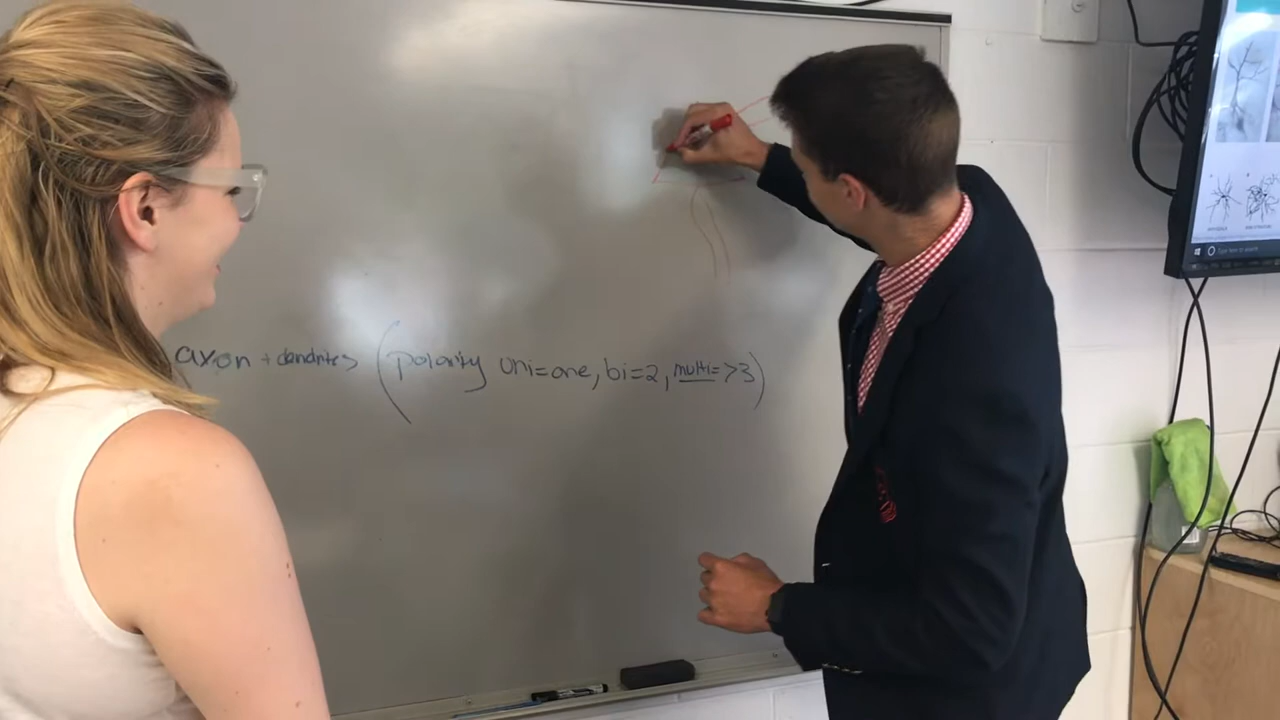 axon + dendrites (polarity uni=one, bi=2, multi= >3)